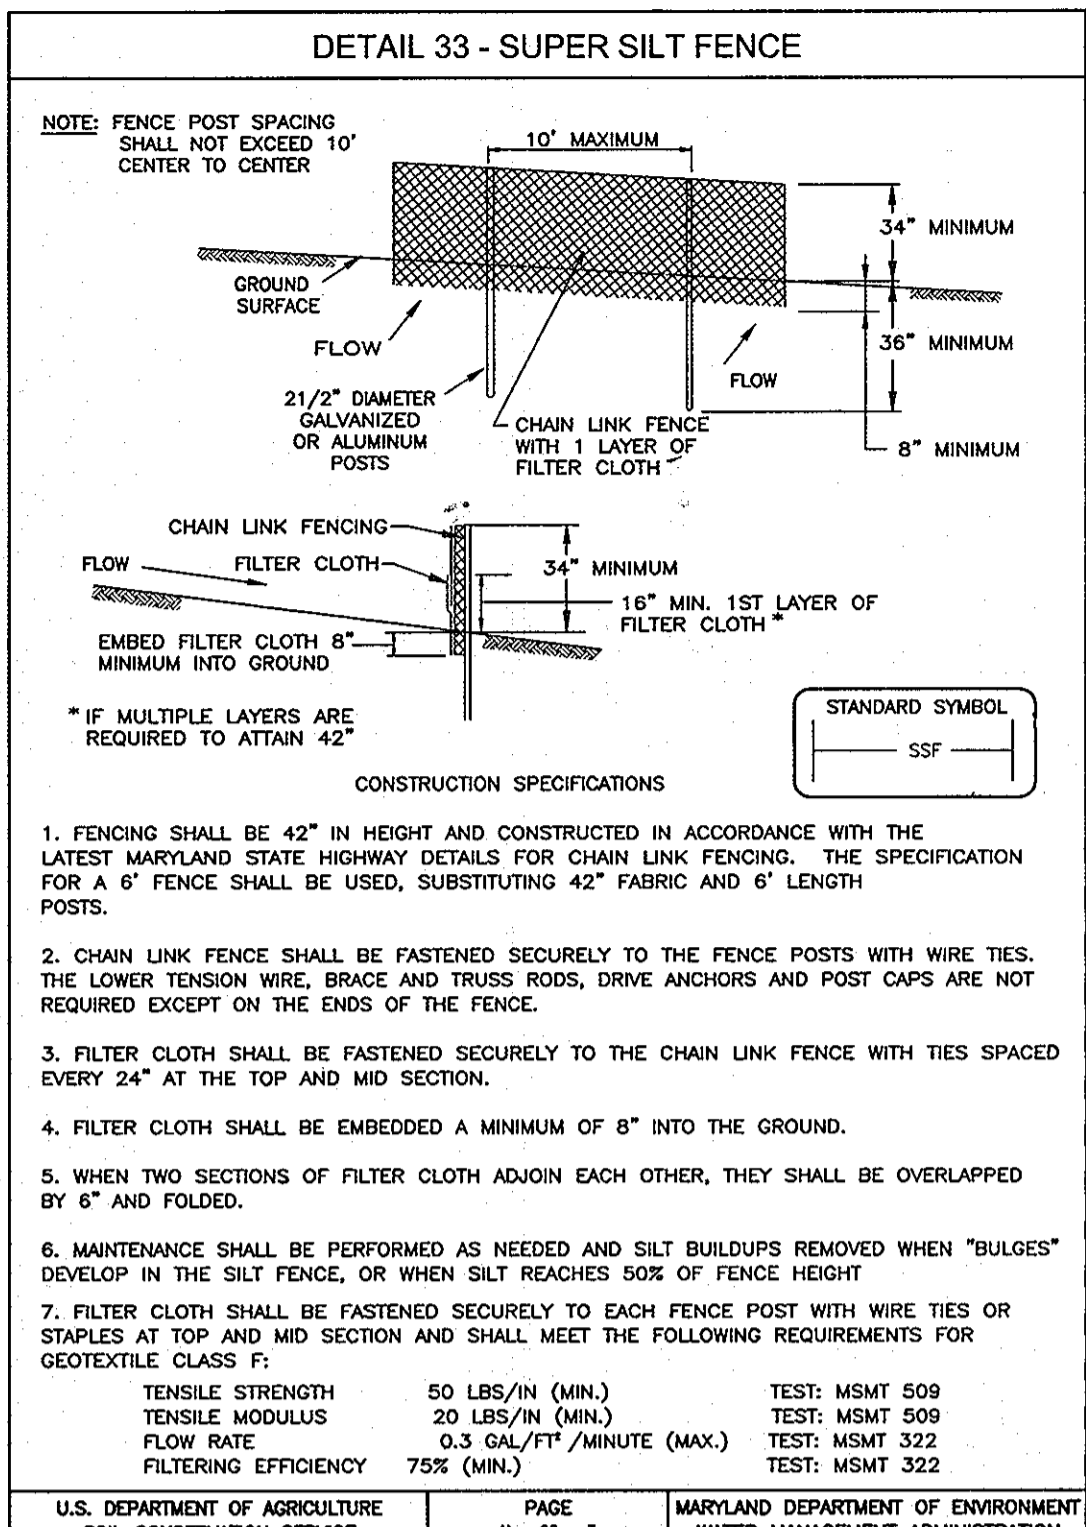 DETAIL 33 - SUPER SILT FENCE
NOTE: FENCE POST SPACING
SHALL NOT EXCEED 10'
CENTER TO CENTER
10' MAXIMUM
34" MINIMUM
GROUND
SURFACE
FLOW
36" MINIMUM
FLOW
21/2" DIAMETER
GALVANIZED
OR ALUMINUM
POSTS
CHAIN LINK FENCE
WITH 1 LAYER OF
FILTER CLOTH
8" MINIMUM
CHAIN LINK FENCING
FLOW
FILTER CLOTH
34" MINIMUM
16" MIN. 1ST LAYER OF
FILTER CLOTH *
EMBED FILTER CLOTH 8"
MINIMUM INTO GROUND
* IF MULTIPLE LAYERS ARE
REQUIRED TO ATTAIN 42"
STANDARD SYMBOL
SSF
CONSTRUCTION SPECIFICATIONS
1. FENCING SHALL BE 42" IN HEIGHT AND CONSTRUCTED IN ACCORDANCE WITH THE
LATEST MARYLAND STATE HIGHWAY DETAILS FOR CHAIN LINK FENCING. THE SPECIFICATION
FOR A 6' FENCE SHALL BE USED, SUBSTITUTING 42" FABRIC AND 6' LENGTH
POSTS.
2. CHAIN LINK FENCE SHALL BE FASTENED SECURELY TO THE FENCE POSTS WITH WIRE TIES.
THE LOWER TENSION WIRE, BRACE AND TRUSS RODS, DRIVE ANCHORS AND POST CAPS ARE NOT
REQUIRED EXCEPT ON THE ENDS OF THE FENCE.
3. FILTER CLOTH SHALL BE FASTENED SECURELY TO THE CHAIN LINK FENCE WITH TIES SPACED
EVERY 24" AT THE TOP AND MID SECTION.
4. FILTER CLOTH SHALL BE EMBEDDED A MINIMUM OF 8" INTO THE GROUND.
5. WHEN TWO SECTIONS OF FILTER CLOTH ADJOIN EACH OTHER, THEY SHALL BE OVERLAPPED
BY 6" AND FOLDED.
6. MAINTENANCE SHALL BE PERFORMED AS NEEDED AND SILT BUILDUPS REMOVED WHEN "BULGES"
DEVELOP IN THE SILT FENCE, OR WHEN SILT REACHES 50% OF FENCE HEIGHT
7. FILTER CLOTH SHALL BE FASTENED SECURELY TO EACH FENCE POST WITH WIRE TIES OR
STAPLES AT TOP AND MID SECTION AND SHALL MEET THE FOLLOWING REQUIREMENTS FOR
GEOTEXTILE CLASS F:
TENSILE STRENGTH 50 LBS/IN (MIN.) TEST: MSMT 509
TENSILE MODULUS 20 LBS/IN (MIN.) TEST: MSMT 509
FLOW RATE 0.3 GAL/FT² /MINUTE (MAX.) TEST: MSMT 322
FILTERING EFFICIENCY 75% (MIN.) TEST: MSMT 322
U.S. DEPARTMENT OF AGRICULTURE
PAGE
MARYLAND DEPARTMENT OF ENVIRONMENT